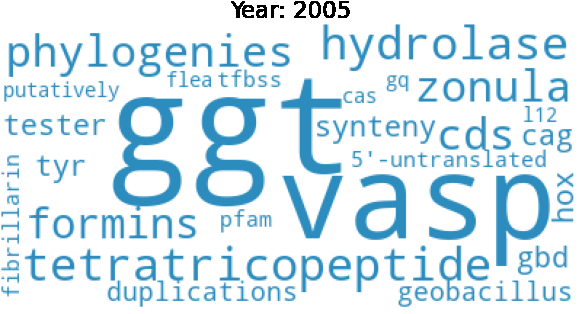 Year: 2005
phylogenies
hydrolase
putatively
flea
tfbss
cas
gq
zonula
l12
tester
ggt
synteny
cds
cag
tyr
5'-untranslated
vasp
hox
fibrillarin
formins
pfam
tetratricopeptide
gbd
duplications
geobacillus